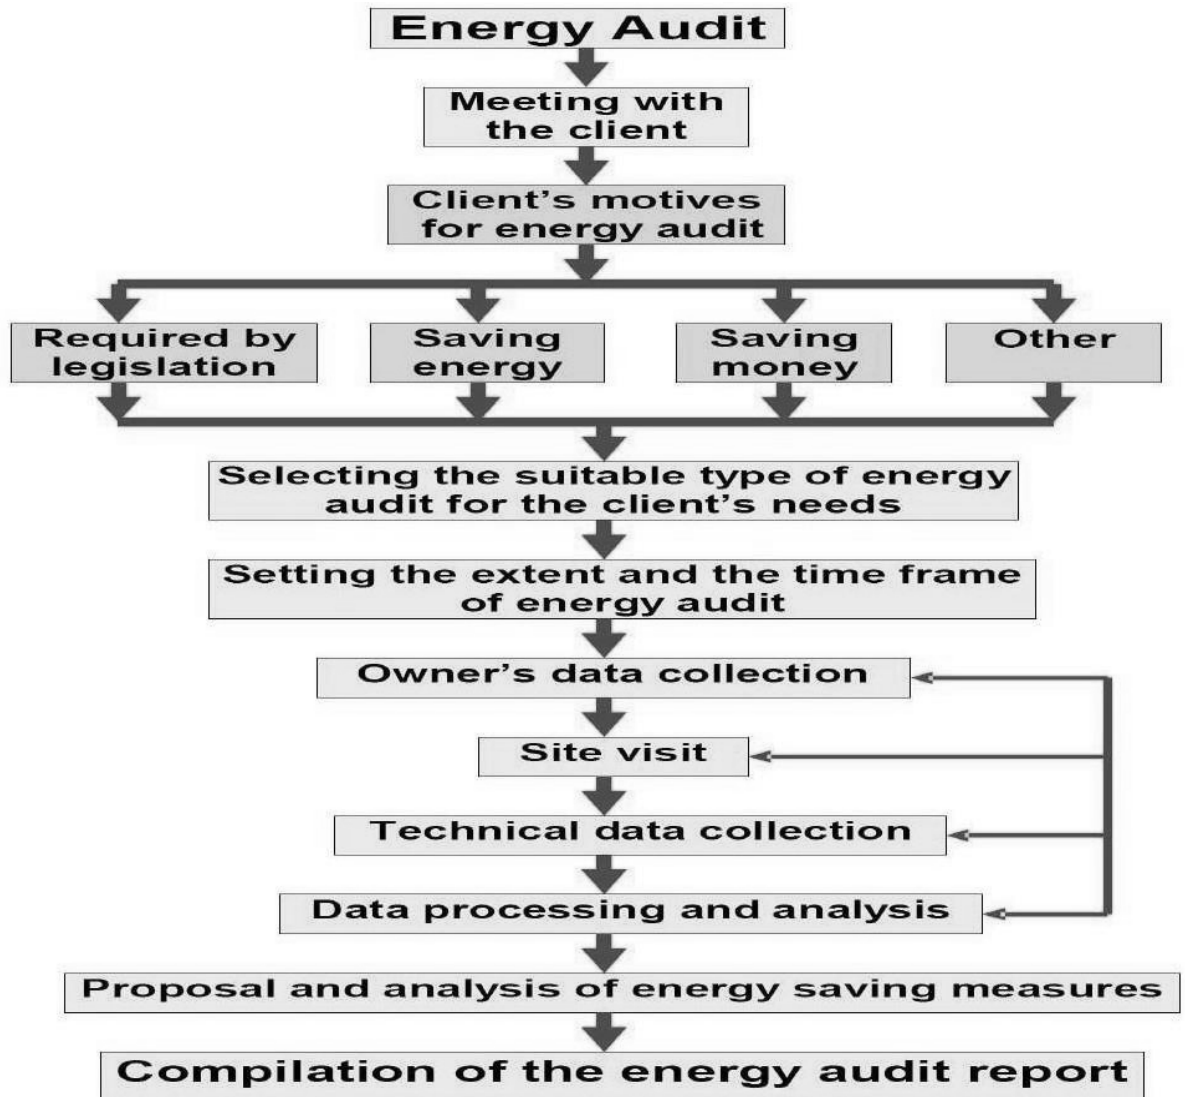 Energy Audit
Meeting with
the client
Client’s motives
for energy audit
Required by
legislation
Saving
energy
Saving
money
Other
Selecting the suitable type of energy
audit for the client’s needs
Setting the extent and the time frame
of energy audit
Owner’s data collection
Site visit
Technical data collection
Data processing and analysis
Proposal and analysis of energy saving measures
Compilation of the energy audit report